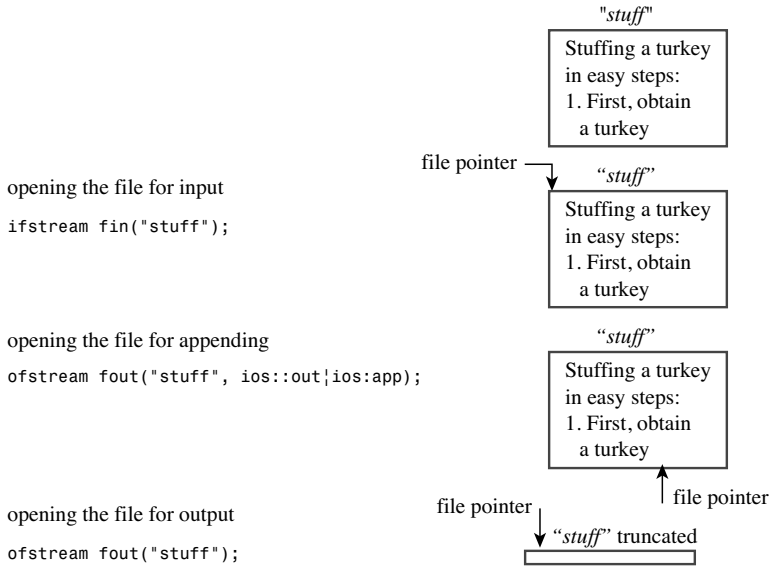 "stuff"
Stuffing a turkey
in easy steps:
1. First, obtain
a turkey
file pointer
opening the file for input
“stuff”
ifstream fin("stuff");
Stuffing a turkey
in easy steps:
1. First, obtain
a turkey
opening the file for appending
“stuff”
ofstream fout("stuff", ios::out¦ios:app);
Stuffing a turkey
in easy steps:
1. First, obtain
a turkey
file pointer
opening the file for output
file pointer
“stuff” truncated
ofstream fout("stuff");